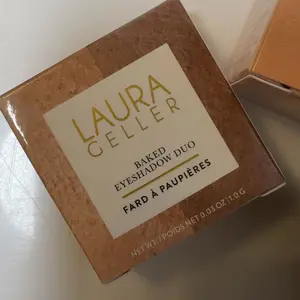 LAURA
GELLER
BAKED
EYESHADOW DUO
FARD À PAUPIÈRES
NET WT. / POIDS NET 0.03 OZ | 1.0 G